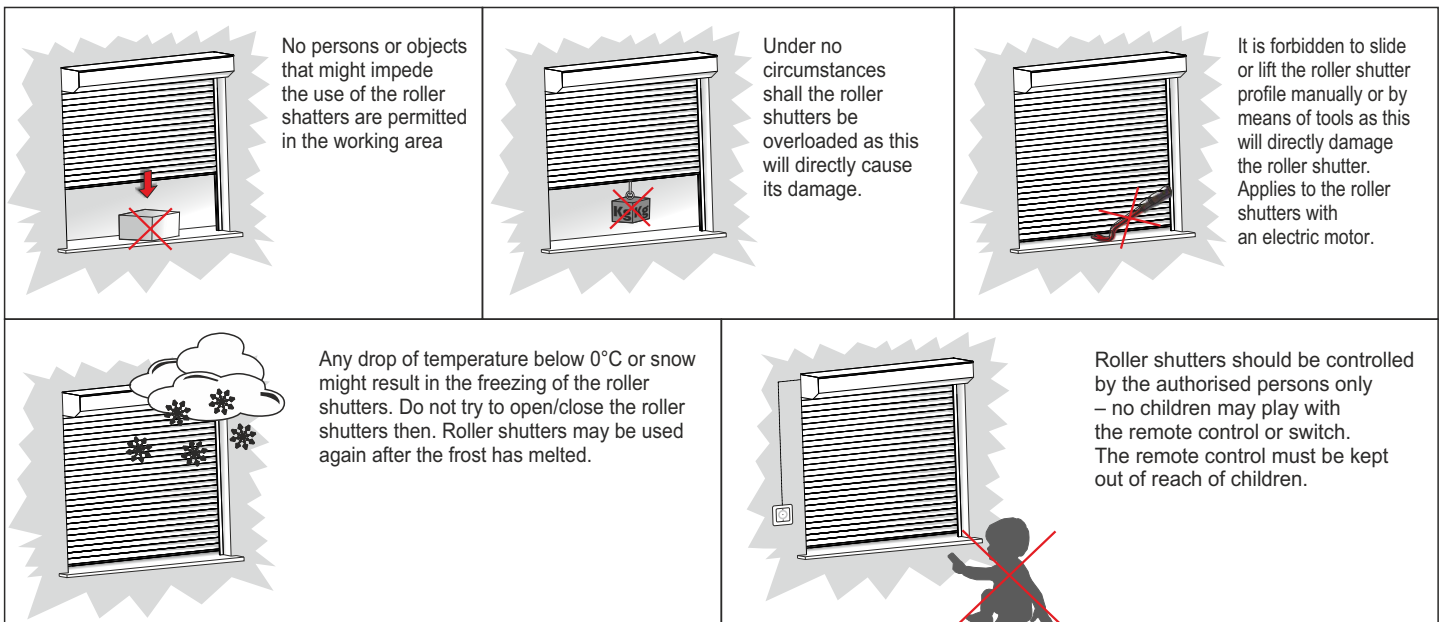 No persons or objects
that might impede
the use of the roller
shatters are permitted
in the working area
Under no
circumstances
shall the roller
shutters be
overloaded as this
will directly cause
its damage.
KgKg
It is forbidden to slide
or lift the roller shutter
profile manually or by
means of tools as this
will directly damage
the roller shutter.
Applies to the roller
shutters with
an electric motor.
Any drop of temperature below 0°C or snow
might result in the freezing of the roller
shutters. Do not try to open/close the roller
shutters then. Roller shutters may be used
again after the frost has melted.
Roller shutters should be controlled
by the authorised persons only
– no children may play with
the remote control or switch.
The remote control must be kept
out of reach of children.